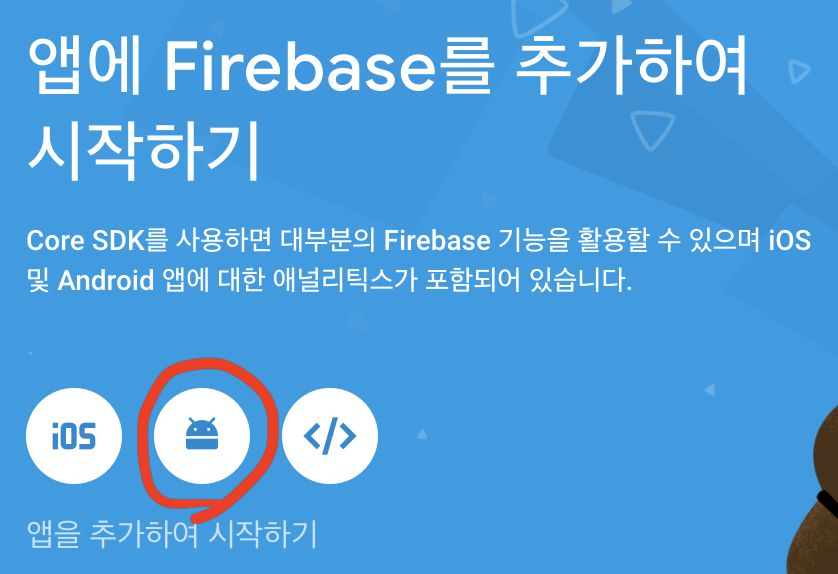 앱에 Firebase를 추가하여
시작하기
Core SDK를 사용하면 대부분의 Firebase 기능을 활용할 수 있으며 iOS
및 Android 앱에 대한 애널리틱스가 포함되어 있습니다.
iOS </>
앱을 추가하여 시작하기